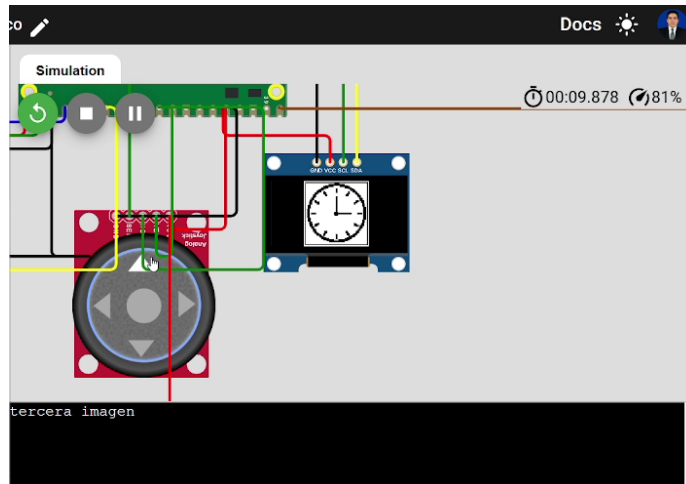 co
Docs
Simulation
00:09.878
81%
GND VCC SCL SDA
Analog
Joystick
tercera imagen